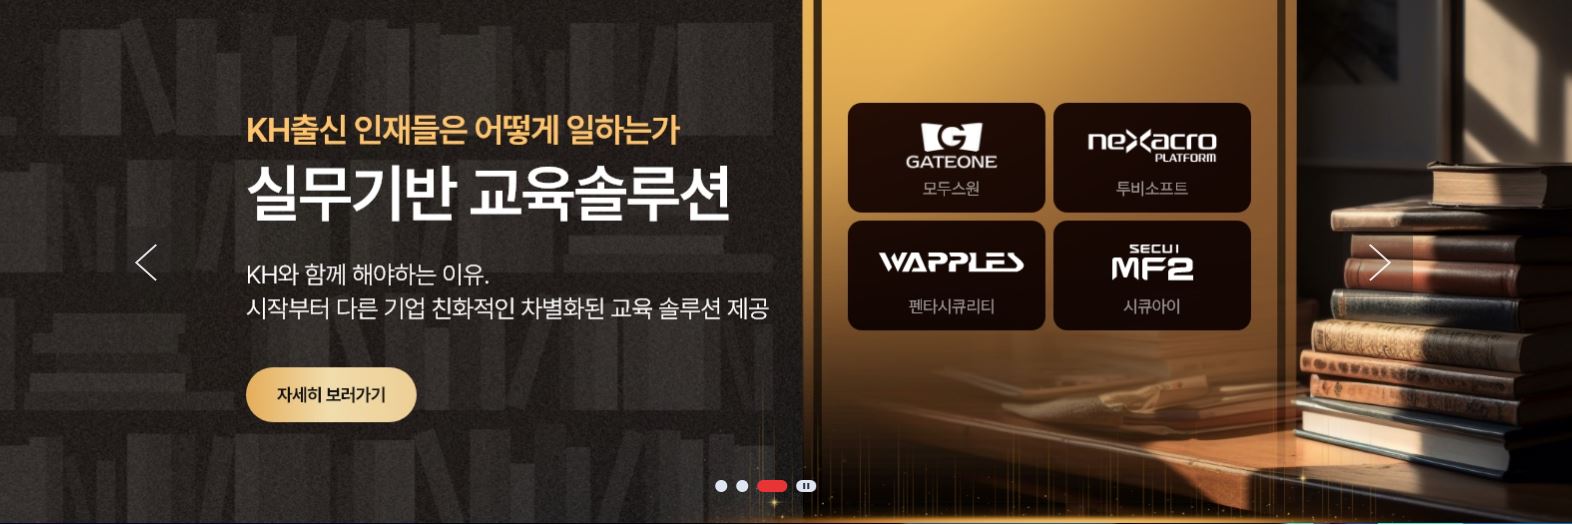 KH출신 인재들은 어떻게 일하는가
실무기반 교육솔루션
KH와 함께 해야하는 이유.
시작부터 다른 기업 친화적인 차별화된 교육 솔루션 제공
자세히 보러가기
G
GATEONE
모두스원
nexacro
PLATFORM
투비소프트
WAPPLES
펜타시큐리티
SECUI
MF2
시큐아이